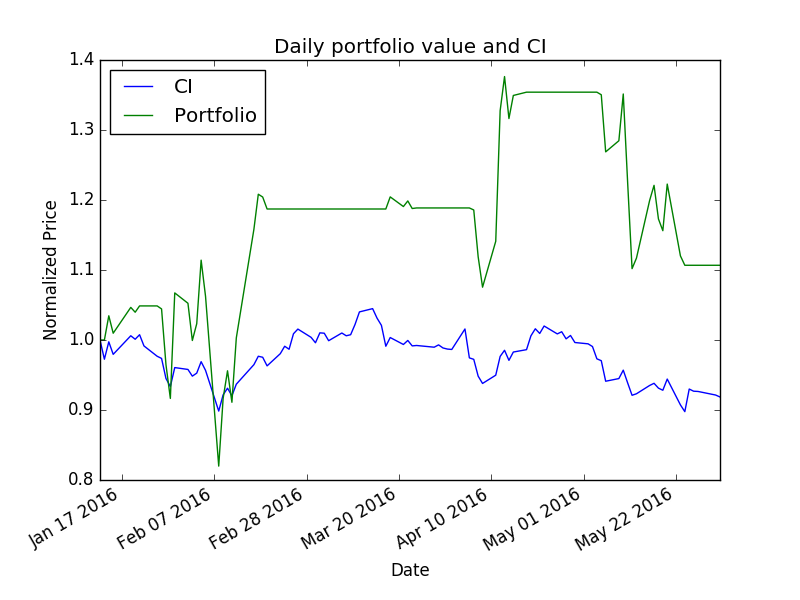 Daily portfolio value and CI
CI
Portfolio
1.4
1.3
1.2
1.1
1.0
0.9
0.8
Normalized Price
Jan 17 2016
Feb 07 2016
Feb 28 2016
Mar 20 2016
Apr 10 2016
May 01 2016
May 22 2016
Date